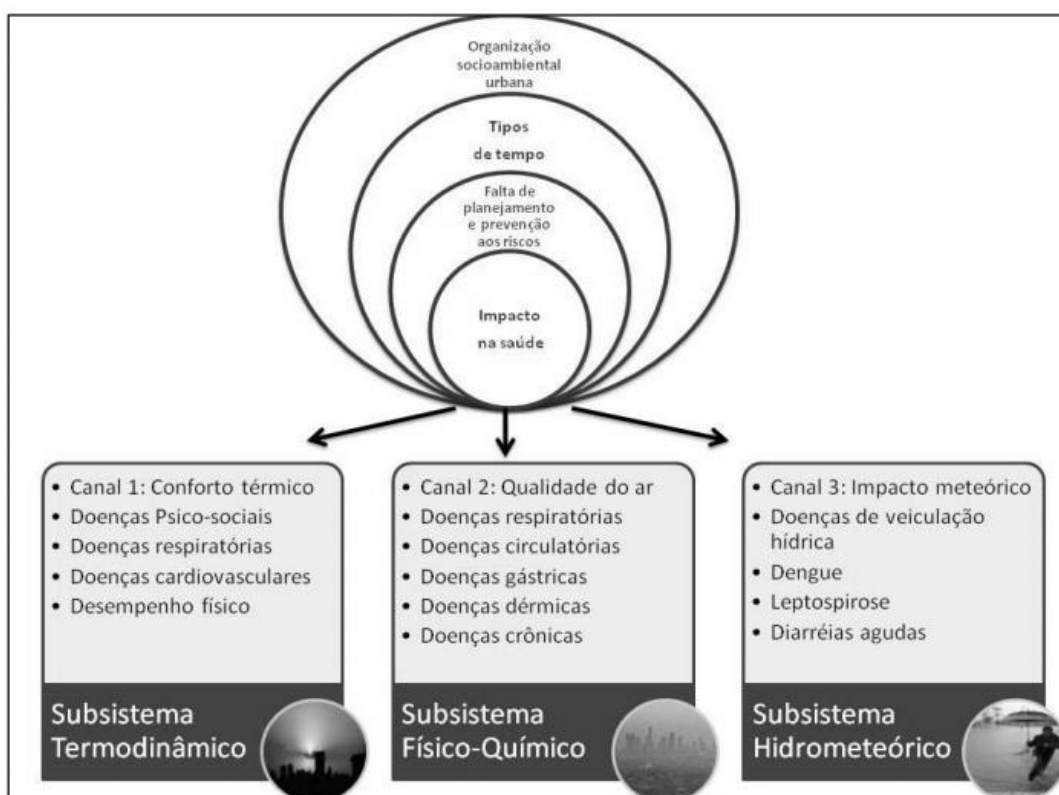 Organização
socioambiental
urbana
Tipos
de tempo
Falta de
planejamento
e prevenção
aos riscos
Impacto
na saúde
• Canal 1: Conforto térmico
• Doenças Psico-sociais
• Doenças respiratórias
• Doenças cardiovasculares
• Desempenho físico
Subsistema
Termodinâmico
• Canal 2: Qualidade do ar
• Doenças respiratórias
• Doenças circulatórias
• Doenças gástricas
• Doenças dérmicas
• Doenças crônicas
Subsistema
Físico-Químico
• Canal 3: Impacto meteórico
• Doenças de veiculação
hídrica
• Dengue
• Leptospirose
• Diarréias agudas
Subsistema
Hidrometeórico